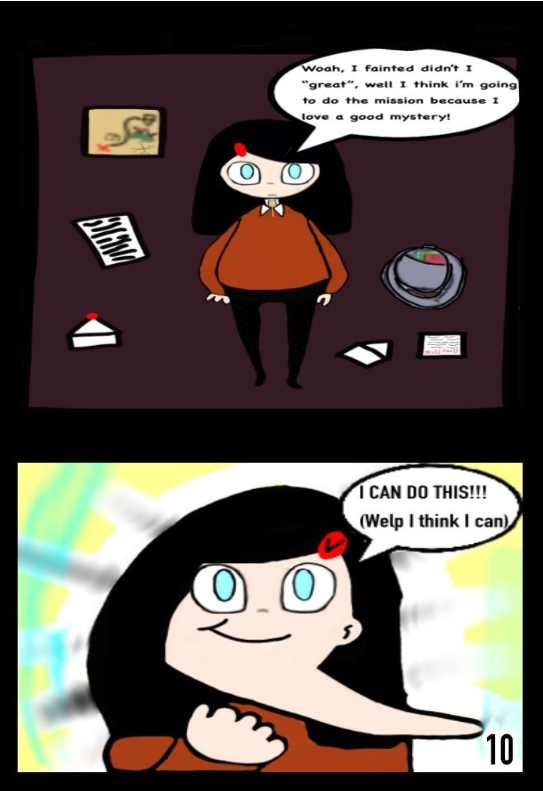 Woah, I fainted didn't I
"great", well I think i'm going
to do the mission because I
love a good mystery!
I CAN DO THIS!!!
(Welp I think I can)
10